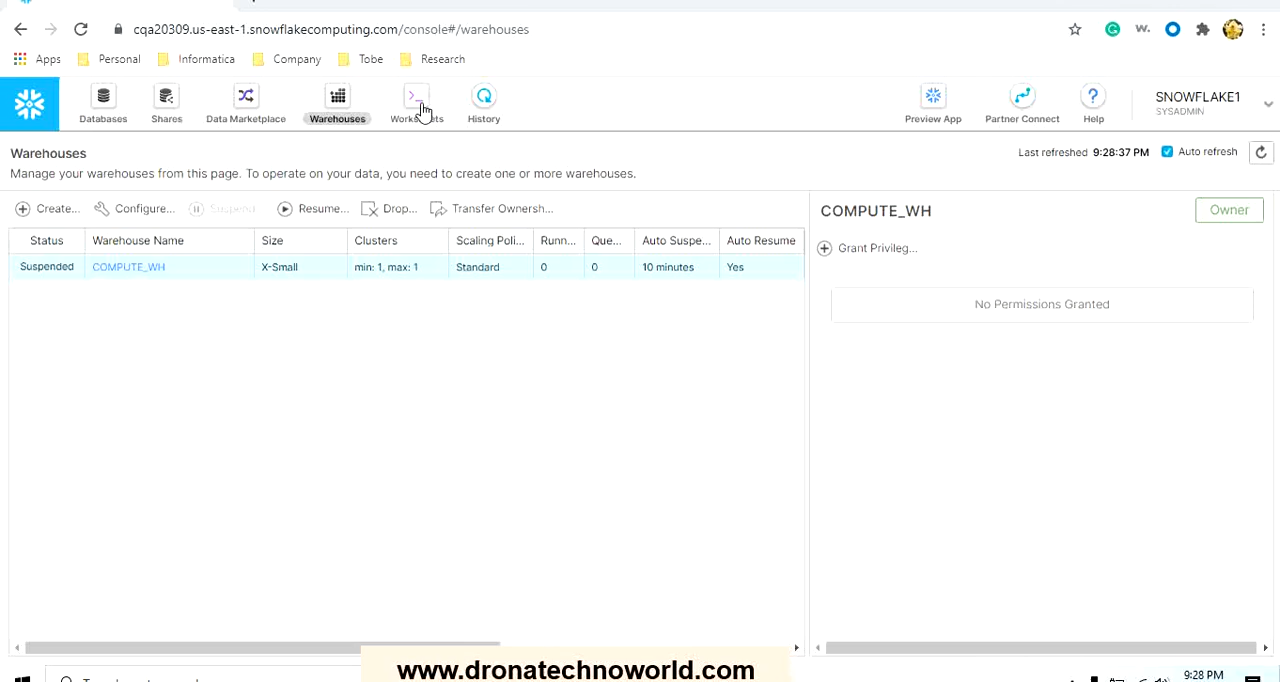 cqa20309.us-east-1.snowflakecomputing.com/console#/warehouses
Apps Personal Informatica Company Tobe Research
Databases Shares Data Marketplace Warehouses Worksheets History Preview App Partner Connect Help
SNOWFLAKE1
SYSADMIN
Warehouses
Last refreshed 9:28:37 PM Auto refresh
Manage your warehouses from this page. To operate on your data, you need to create one or more warehouses.
Create... Configure... Suspend Resume... Drop... Transfer Ownersh...
Status Warehouse Name Size Clusters Scaling Poli... Runn... Que... Auto Suspe... Auto Resume
Suspended COMPUTE_WH X-Small min: 1, max: 1 Standard 0 0 10 minutes Yes
COMPUTE_WH Owner
Grant Privileg...
No Permissions Granted
www.dronatechnoworld.com
9:28 PM